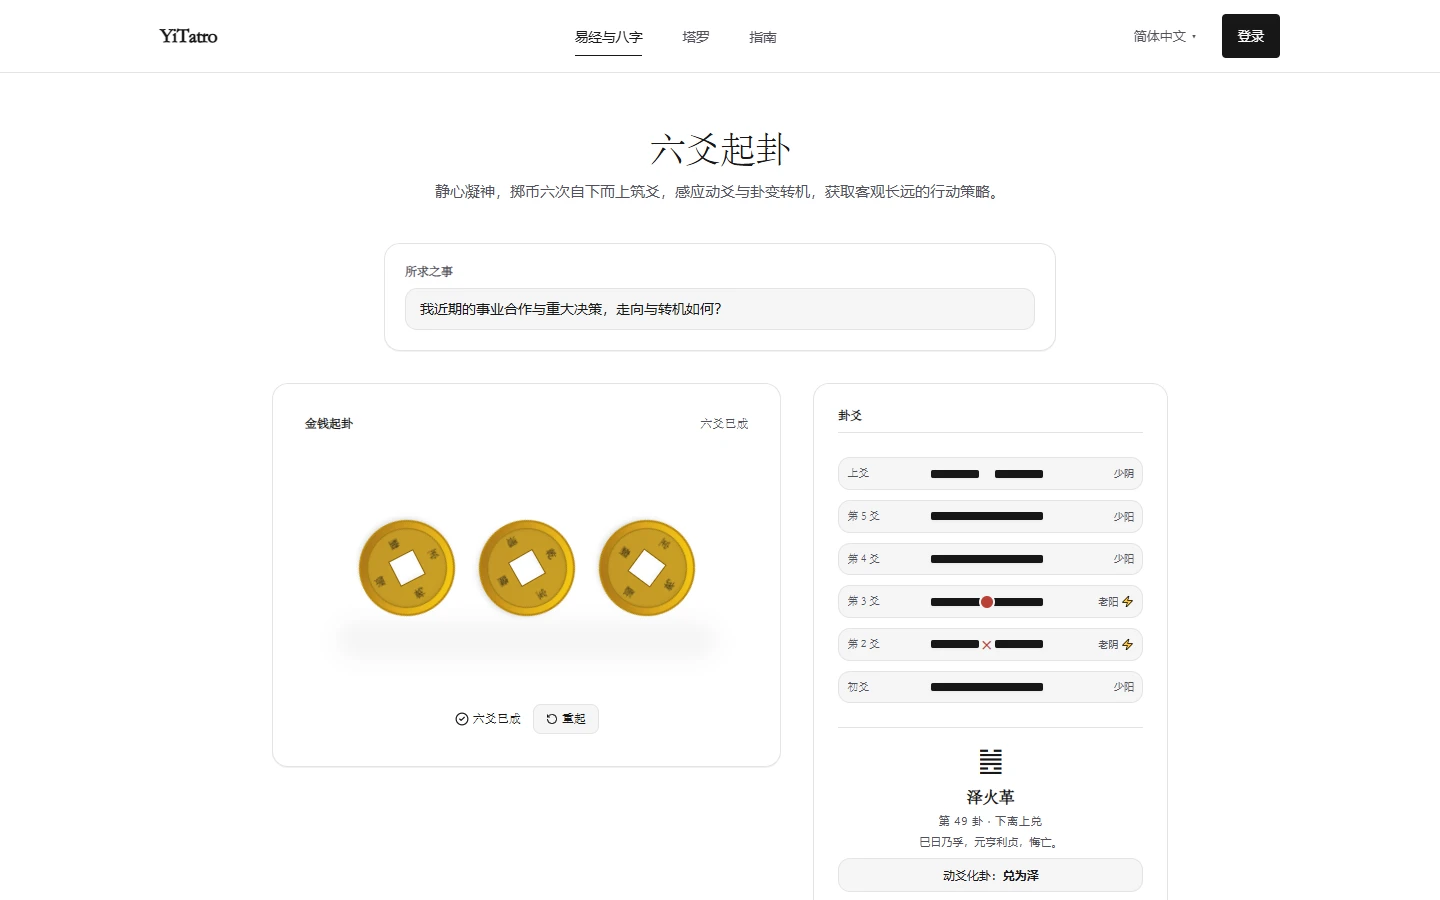 YiTatro
易经与八字
塔罗
指南
简体中文
登录
六爻起卦
静心凝神，掷币六次自下而上筑爻，感应动爻与卦变转机，获取客观长远的行动策略。
所求之事
我近期的事业合作与重大决策，走向与转机如何？
金钱起卦
六爻已成
六爻已成
重起
卦爻
上爻 少阴
第 5 爻 少阳
第 4 爻 少阳
第 3 爻 老阳⚡
第 2 爻 老阴⚡
初爻 少阳
泽火革
第 49 卦 · 下离上兑
巳日乃孚，元亨利贞，悔亡。
动爻化卦：兑为泽